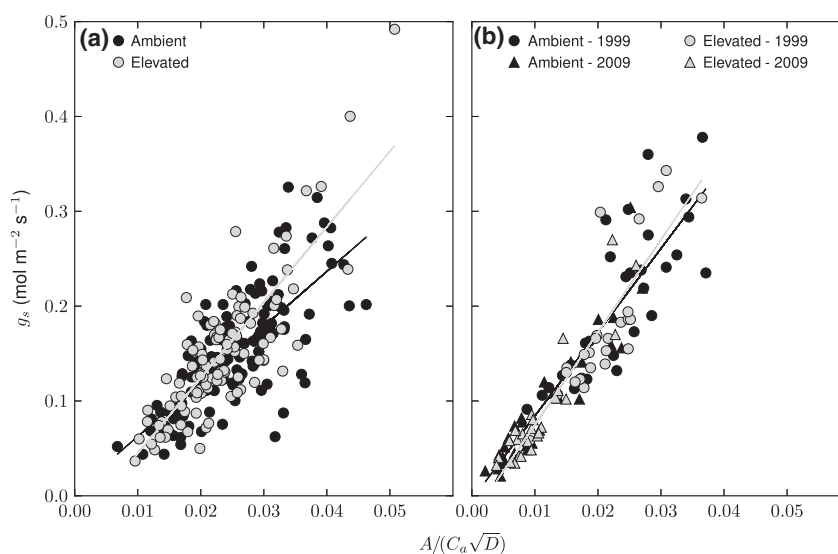 (a)
Ambient
Elevated
(b)
Ambient - 1999
Ambient - 2009
Elevated - 1999
Elevated - 2009
0.5
0.4
0.3
0.2
0.1
0.0
g_s (mol m⁻² s⁻¹)
0.00 0.01 0.02 0.03 0.04 0.05
0.00 0.01 0.02 0.03 0.04 0.05
A/(C_a√D)